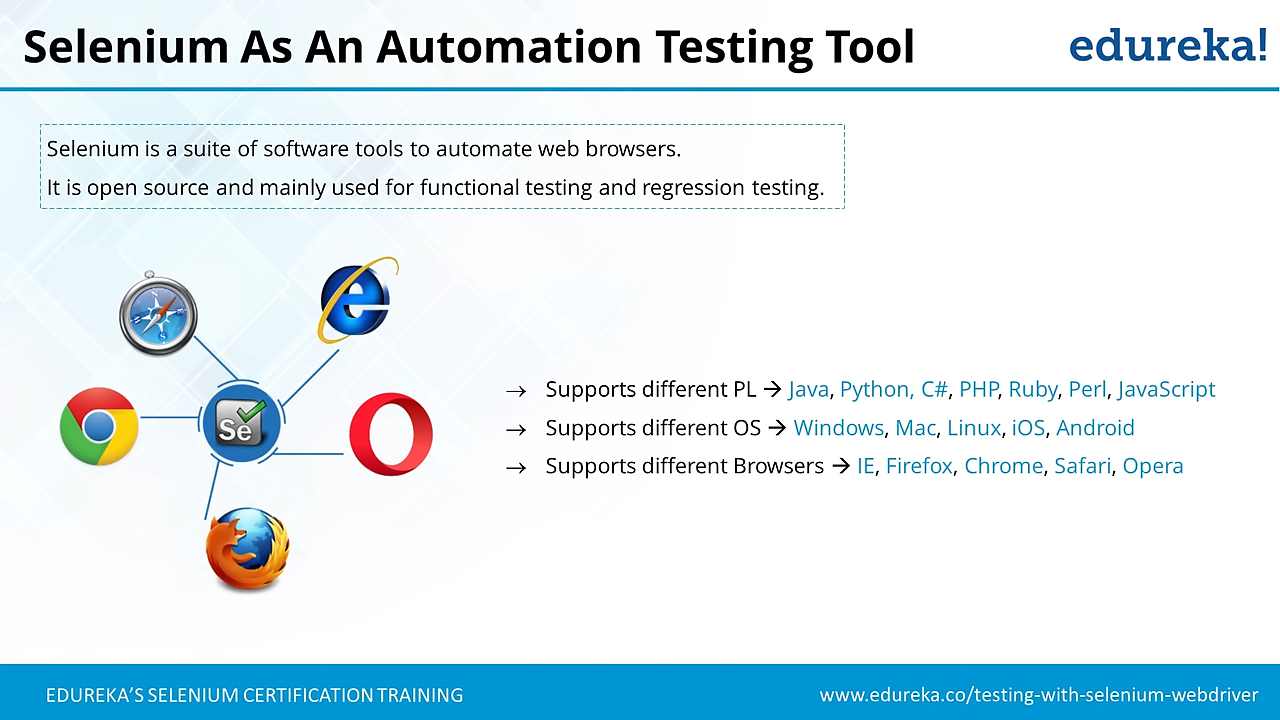 Selenium As An Automation Testing Tool
edureka!
Selenium is a suite of software tools to automate web browsers.
It is open source and mainly used for functional testing and regression testing.
Se
→ Supports different PL → Java, Python, C#, PHP, Ruby, Perl, JavaScript
→ Supports different OS → Windows, Mac, Linux, iOS, Android
→ Supports different Browsers → IE, Firefox, Chrome, Safari, Opera
EDUREKA’S SELENIUM CERTIFICATION TRAINING
www.edureka.co/testing-with-selenium-webdriver